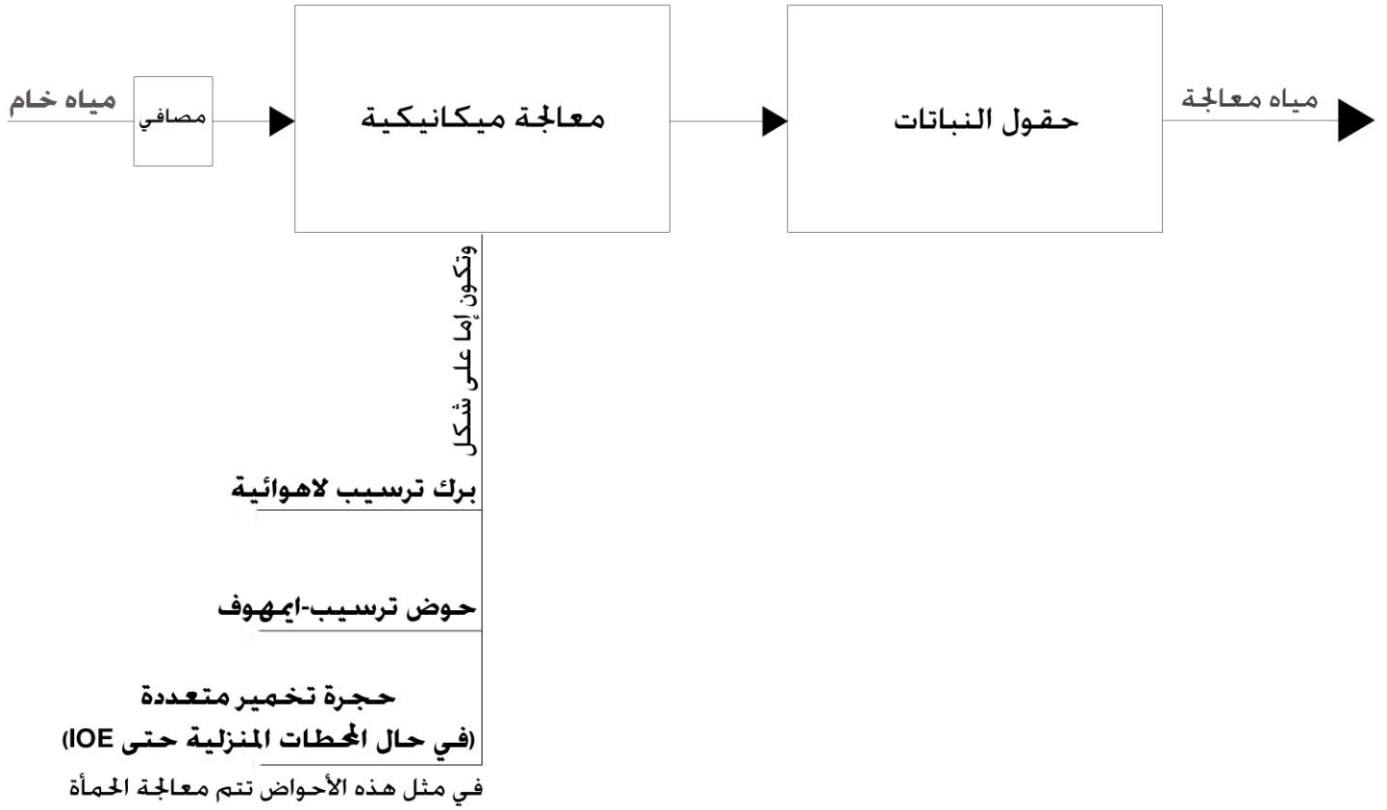 مياه خام
مصافي
معالجة ميكانيكية
حقول النباتات
مياه معالجة
وتكون إما على شكل
برك ترسيب لاهوائية
حوض ترسيب-ايمهوف
حجرة تخمير متعددة
(في حال المحطات المنزلية حتى IOE)
في مثل هذه الأحواض تتم معالجة الحمأة